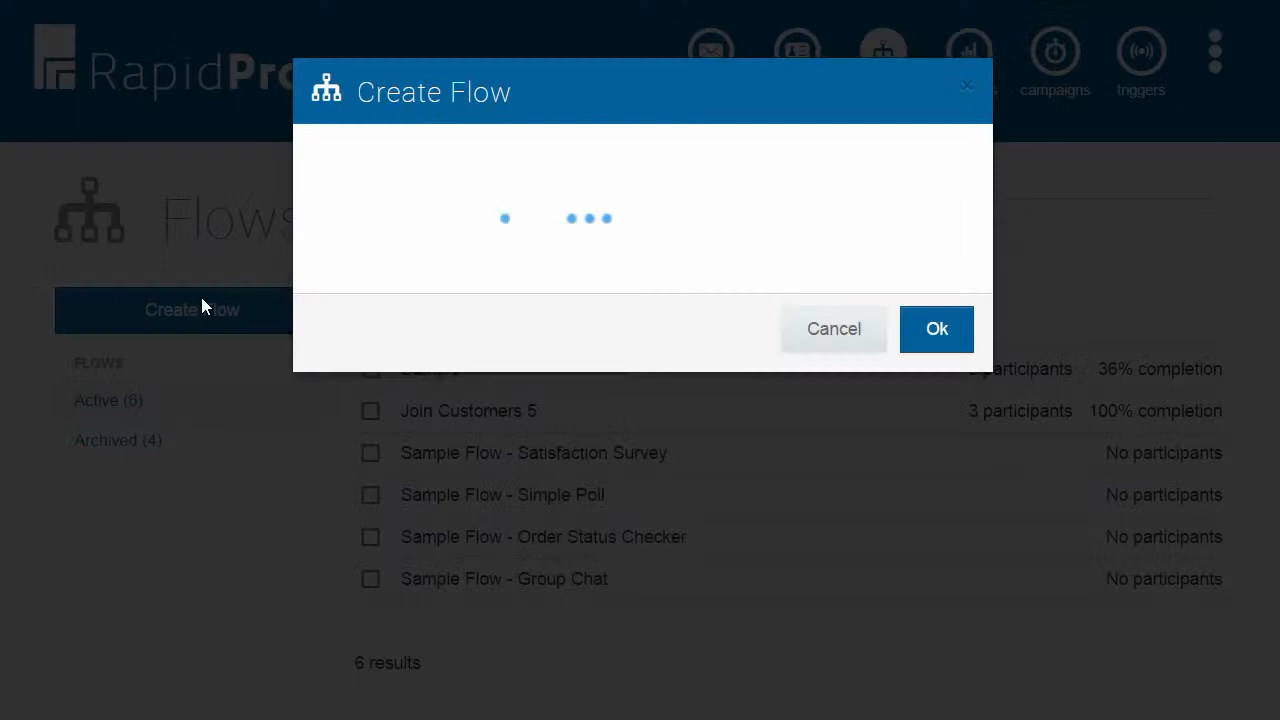 RapidPro
campaigns
triggers
Create Flow
×
Flows
Create Flow
Cancel
Ok
FLOWS
Active (6)
Archived (4)
participants 36% completion
Join Customers 5 3 participants 100% completion
Sample Flow - Satisfaction Survey No participants
Sample Flow - Simple Poll No participants
Sample Flow - Order Status Checker No participants
Sample Flow - Group Chat No participants
6 results